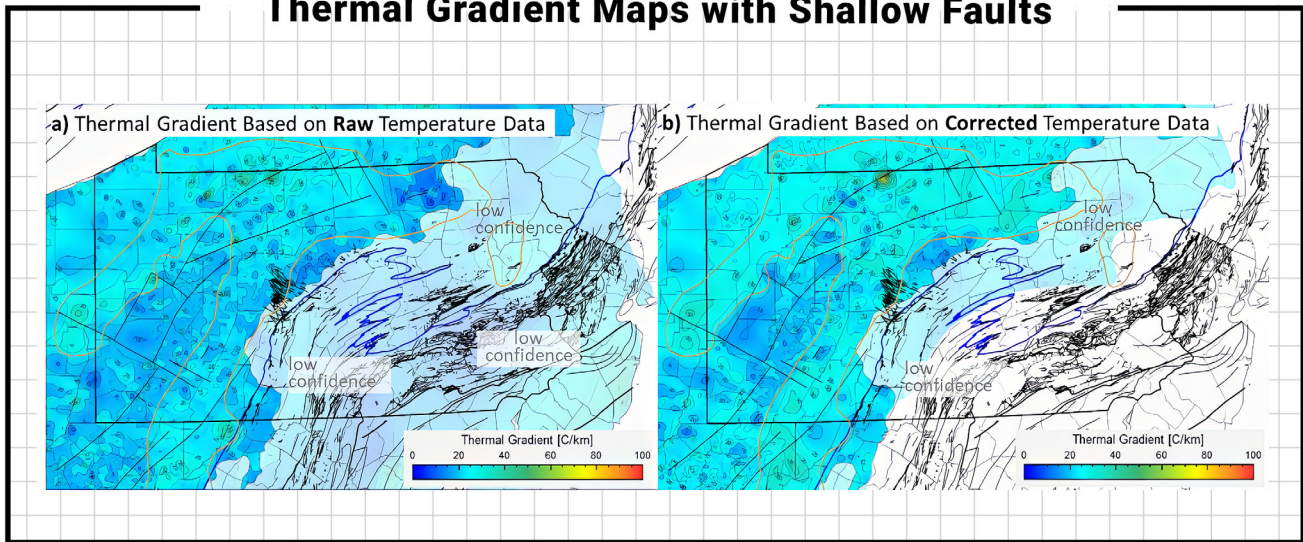 Thermal Gradient Maps with Shallow Faults
a) Thermal Gradient Based on Raw Temperature Data
b) Thermal Gradient Based on Corrected Temperature Data
low
confidence
low
confidence
low
confidence
Thermal Gradient [C/km]
0 20 40 60 80 100
low
confidence
low
confidence
Thermal Gradient [C/km]
0 20 40 60 80 100